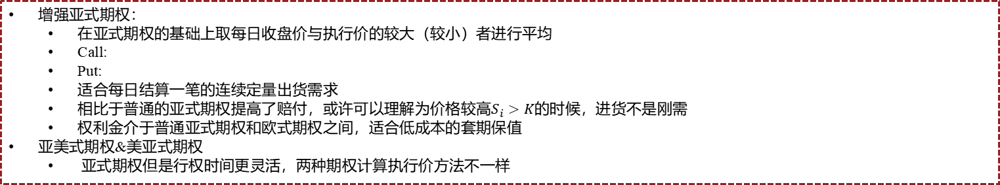 • 增强亚式期权：
• 在亚式期权的基础上取每日收盘价与执行价的较大（较小）者进行平均
• Call:
• Put:
• 适合每日结算一笔的连续定量出货需求
• 相比于普通的亚式期权提高了赔付，或许可以理解为价格较高𝑆𝑖 > 𝐾的时候，进货不是刚需
• 权利金介于普通亚式期权和欧式期权之间，适合低成本的套期保值
• 亚美式期权&美亚式期权
• 亚式期权但是行权时间更灵活，两种期权计算执行价方法不一样